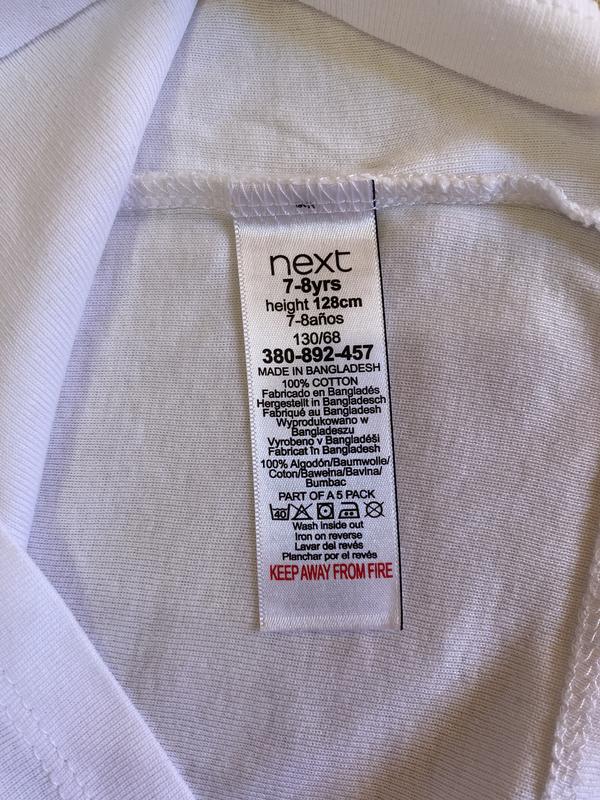 next
7-8yrs
height 128cm
7-8años
130/68
380-892-457
MADE IN BANGLADESH
100% COTTON
Fabricado en Bangladés
Hergestellt in Bangladesch
Fabriqué au Bangladesh
Wyprodukowano w
Bangladeszu
Vyrobeno v Bangladéši
Fabricat în Bangladesh
100% Algodón/Baumwolle/
Coton/Bawełna/Bavlna/
Bumbac
PART OF A 5 PACK
40
Wash inside out
Iron on reverse
Lavar del revés
Planchar por el revés
KEEP AWAY FROM FIRE